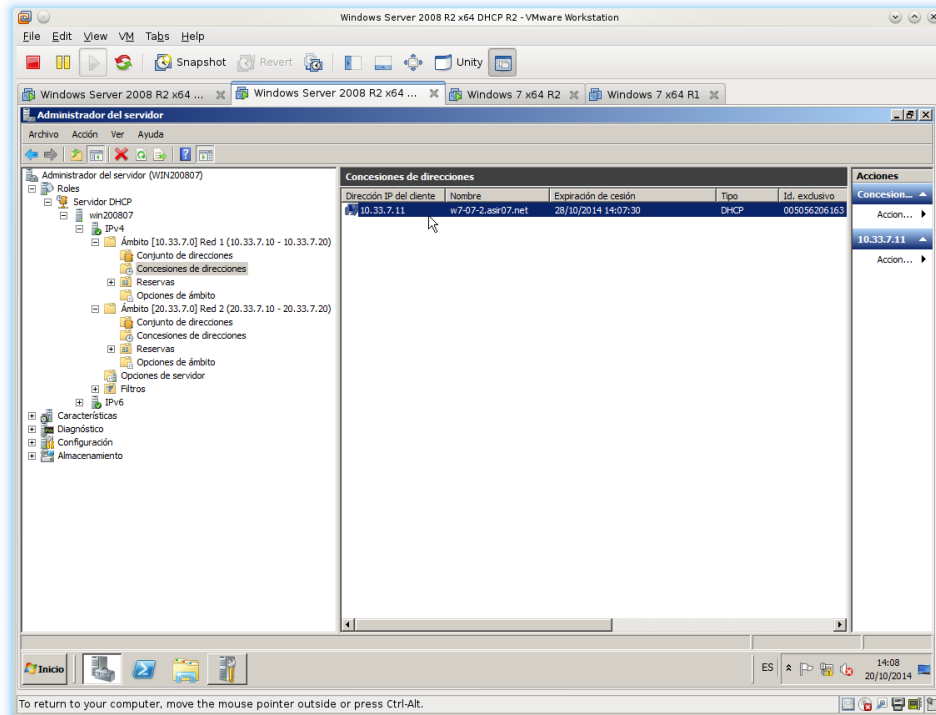 Windows Server 2008 R2 x64 DHCP R2 - VMware Workstation
File Edit View VM Tabs Help
Snapshot Revert Unity
Windows Server 2008 R2 x64 ... Windows Server 2008 R2 x64 ... Windows 7 x64 R2 Windows 7 x64 R1
Administrador del servidor
Archivo Acción Ver Ayuda
Administrador del servidor (WIN200807)
Roles
Servidor DHCP
win200807
IPv4
Ámbito [10.33.7.0] Red 1 (10.33.7.10 - 10.33.7.20)
Conjunto de direcciones
Concesiones de direcciones
Reservas
Opciones de ámbito
Ámbito [20.33.7.0] Red 2 (20.33.7.10 - 20.33.7.20)
Conjunto de direcciones
Concesiones de direcciones
Reservas
Opciones de ámbito
Opciones de servidor
Filtros
IPv6
Características
Diagnóstico
Configuración
Almacenamiento
Concesiones de direcciones
Dirección IP del cliente Nombre Expiración de cesión Tipo Id. exclusivo
10.33.7.11 w7-07-2.asir07.net 28/10/2014 14:07:30 DHCP 005056206163
Acciones
Concesion...
Accion...
10.33.7.11
Accion...
Inicio
ES
14:08
20/10/2014
To return to your computer, move the mouse pointer outside or press Ctrl-Alt.